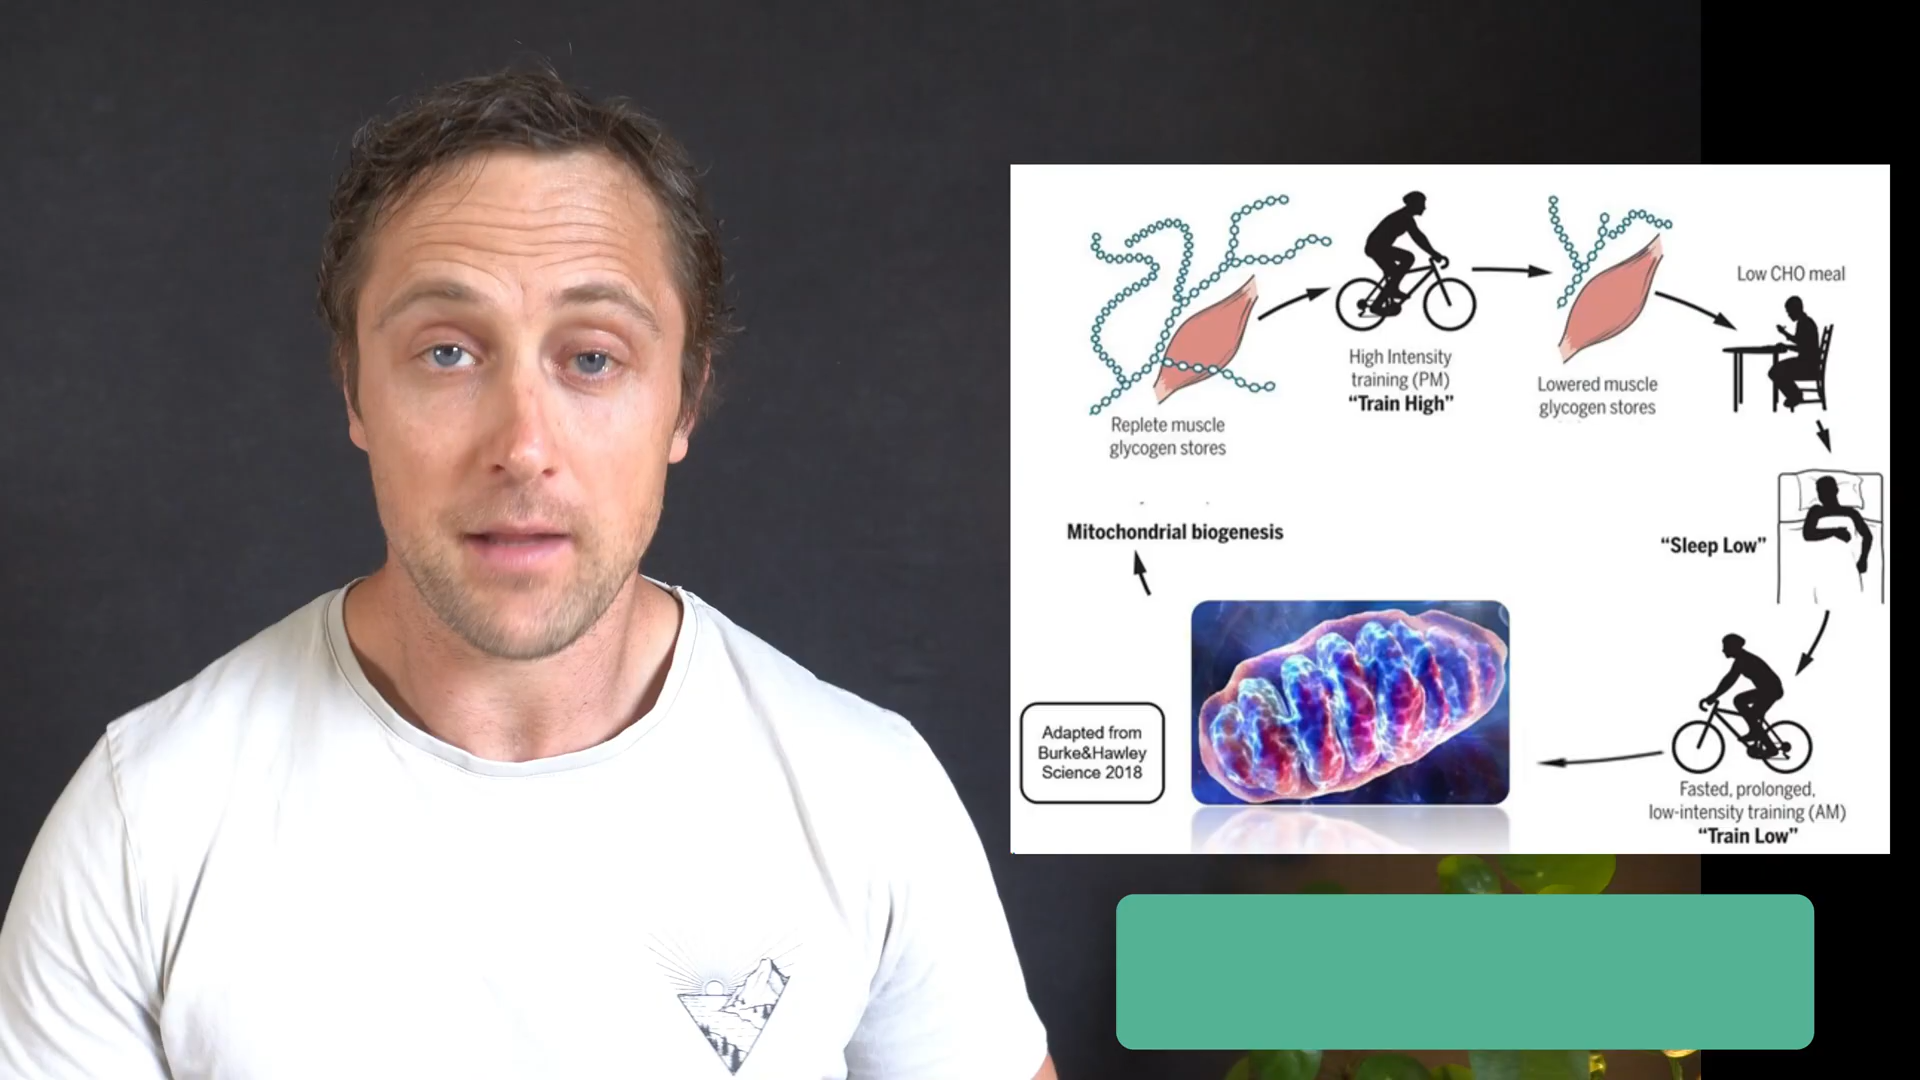 Low CHO meal
High Intensity
training (PM)
“Train High”
Lowered muscle
glycogen stores
Replete muscle
glycogen stores
Mitochondrial biogenesis
“Sleep Low”
Adapted from
Burke&Hawley
Science 2018
Fasted, prolonged,
low-intensity training (AM)
“Train Low”